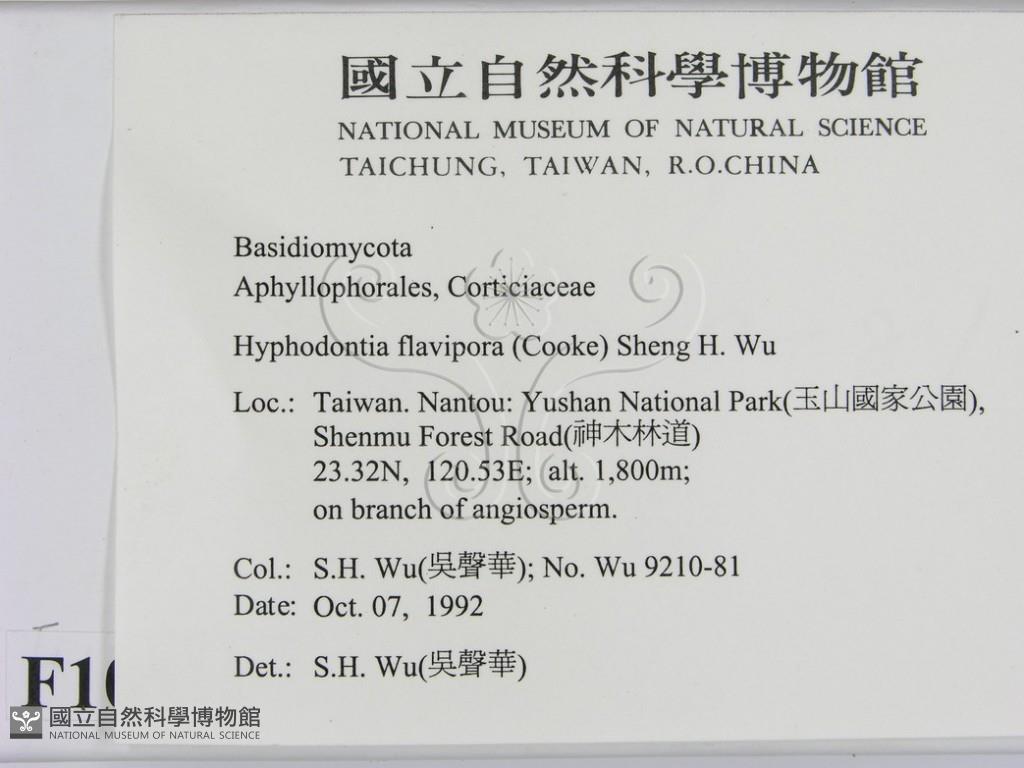 國立自然科學博物館
NATIONAL MUSEUM OF NATURAL SCIENCE
TAICHUNG, TAIWAN, R.O.CHINA
Basidiomycota
Aphyllophorales, Corticiaceae
Hyphodontia flavipora (Cooke) Sheng H. Wu
Loc.: Taiwan. Nantou: Yushan National Park(玉山國家公園),
Shenmu Forest Road(神木林道)
23.32N, 120.53E; alt. 1,800m;
on branch of angiosperm.
Col.: S.H. Wu(吳聲華); No. Wu 9210-81
Date: Oct. 07, 1992
Det.: S.H. Wu(吳聲華)
國立自然科學博物館
NATIONAL MUSEUM OF NATURAL SCIENCE